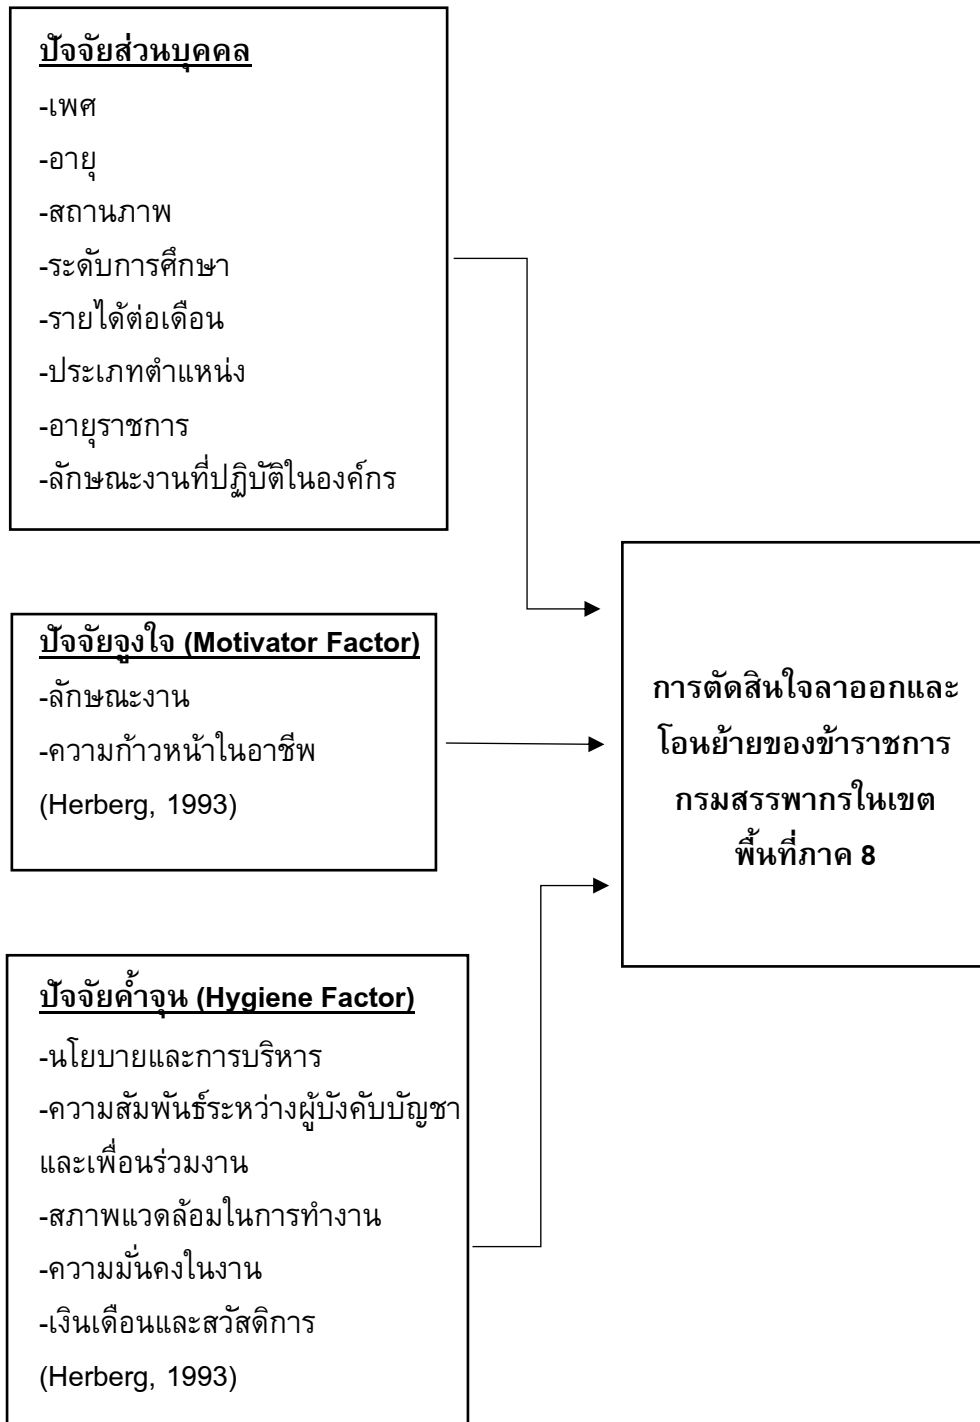 ปัจจัยส่วนบุคคล
-เพศ
-อายุ
-สถานภาพ
-ระดับการศึกษา
-รายได้ต่อเดือน
-ประเภทตำแหน่ง
-อายุราชการ
-ลักษณะงานที่ปฏิบัติในองค์กร
ปัจจัยจูงใจ (Motivator Factor)
-ลักษณะงาน
-ความก้าวหน้าในอาชีพ
(Herberg, 1993)
ปัจจัยค้ำจุน (Hygiene Factor)
-นโยบายและการบริหาร
-ความสัมพันธ์ระหว่างผู้บังคับบัญชา
และเพื่อนร่วมงาน
-สภาพแวดล้อมในการทำงาน
-ความมั่นคงในงาน
-เงินเดือนและสวัสดิการ
(Herberg, 1993)
การตัดสินใจลาออกและ
โอนย้ายของข้าราชการ
กรมสรรพากรในเขต
พื้นที่ภาค 8